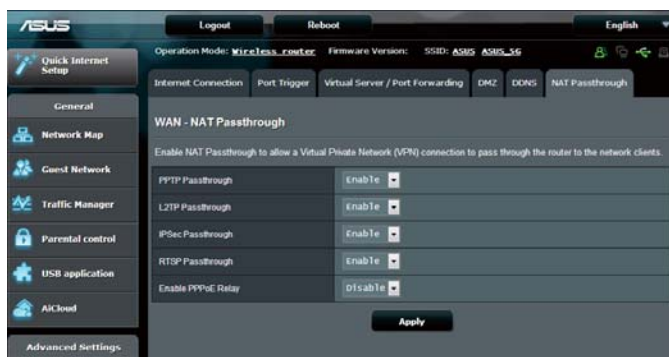 ASUS
Logout
Reboot
English
Quick Internet Setup
Operation Mode: Wireless router Firmware Version: SSID: ASUS ASUS_5G
Internet Connection
Port Trigger
Virtual Server / Port Forwarding
DMZ
DDNS
NAT Passthrough
General
Network Map
Guest Network
Traffic Manager
Parental control
USB application
AiCloud
Advanced Settings
WAN - NAT Passthrough
Enable NAT Passthrough to allow a Virtual Private Network (VPN) connection to pass through the router to the network clients.
PPTP Passthrough Enable
L2TP Passthrough Enable
IPSec Passthrough Enable
RTSP Passthrough Enable
Enable PPPoE Relay Disable
Apply